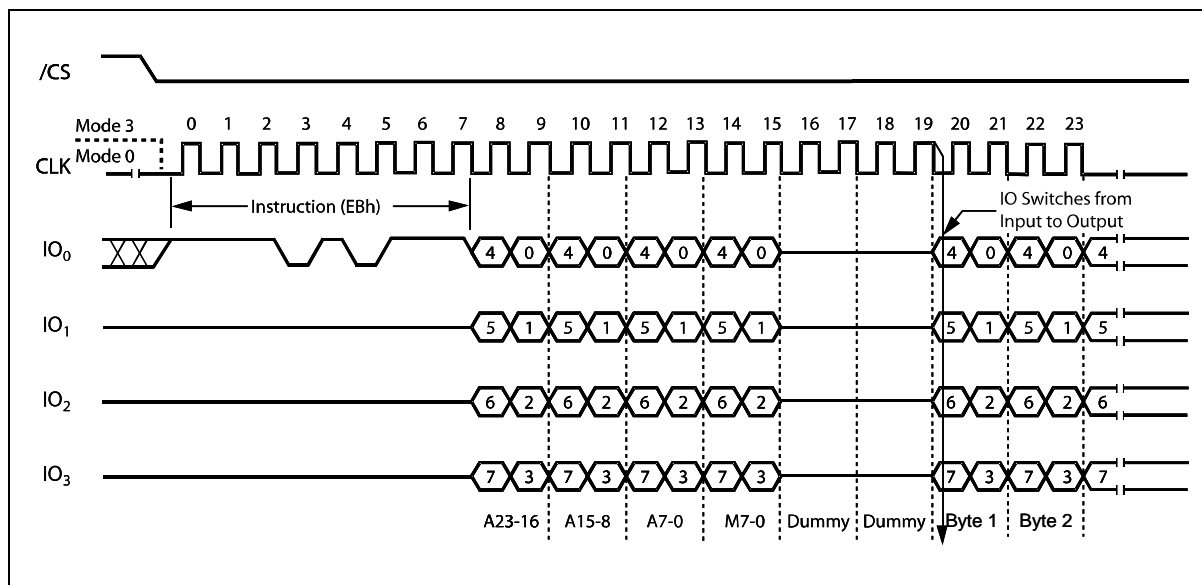 /CS
Mode 3
0 1 2 3 4 5 6 7 8 9 10 11 12 13 14 15 16 17 18 19 20 21 22 23
Mode 0
CLK
Instruction (EBh)
IO Switches from
Input to Output
IO0 4 0 4 0 4 0 4 0 4 0 4 0 4
IO1 5 1 5 1 5 1 5 1 5 1 5 1 5
IO2 6 2 6 2 6 2 6 2 6 2 6 2 6
IO3 7 3 7 3 7 3 7 3 7 3 7 3 7
A23-16 A15-8 A7-0 M7-0 Dummy Dummy Byte 1 Byte 2